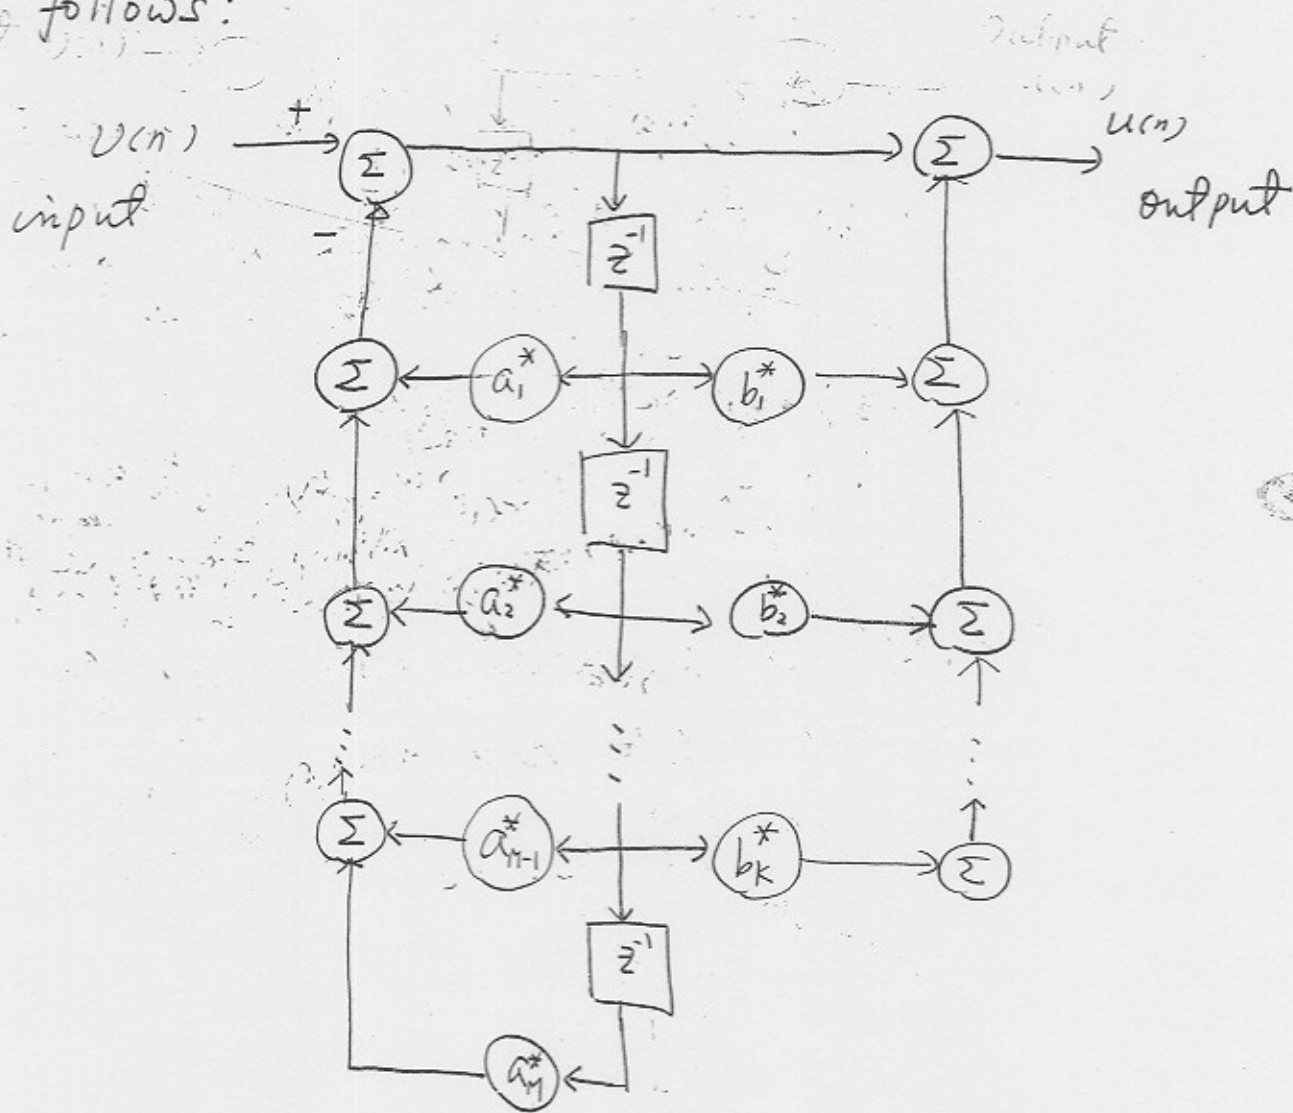 follows:
+
υ(n)
Σ
Σ
u(n)
input
output
-
z⁻¹
Σ
a₁*
b₁*
Σ
z⁻¹
Σ
a₂*
b₂*
Σ
Σ
a*ₘ₋₁
b*ₖ
Σ
z⁻¹
a*ₘ